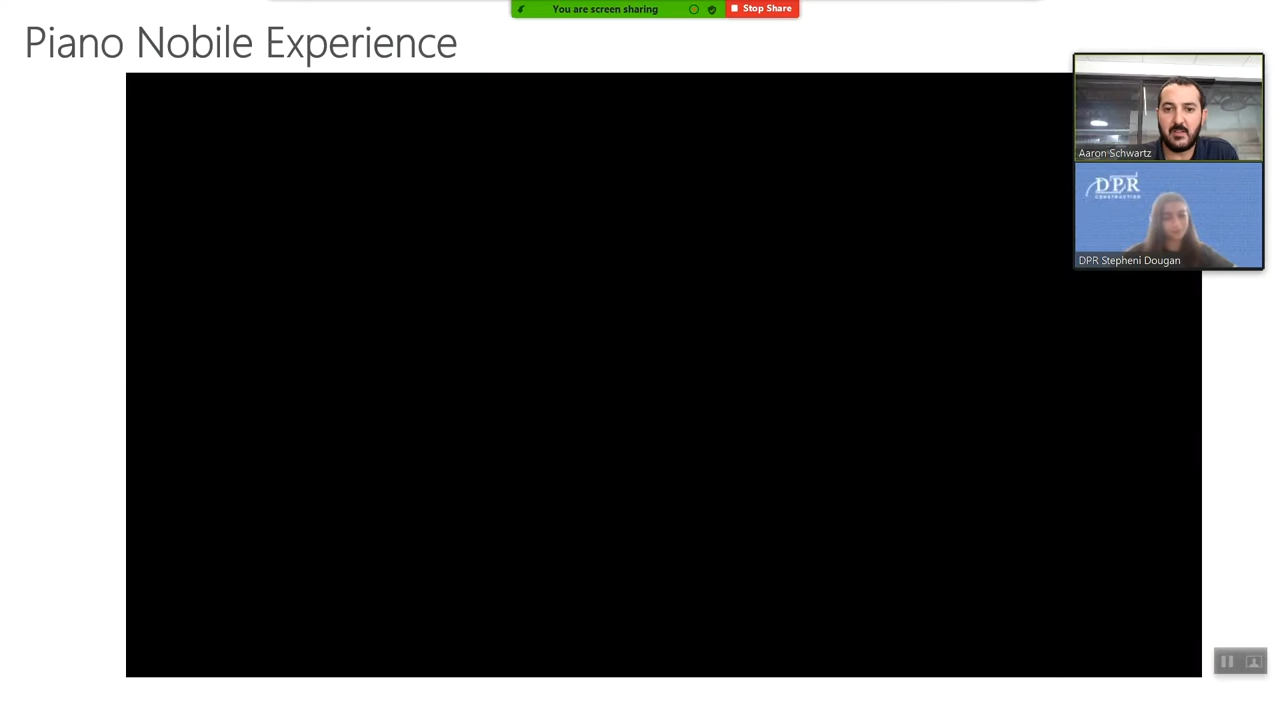 You are screen sharing
Stop Share
Piano Nobile Experience
Aaron Schwartz
DPR
CONSTRUCTION
DPR Stepheni Dougan